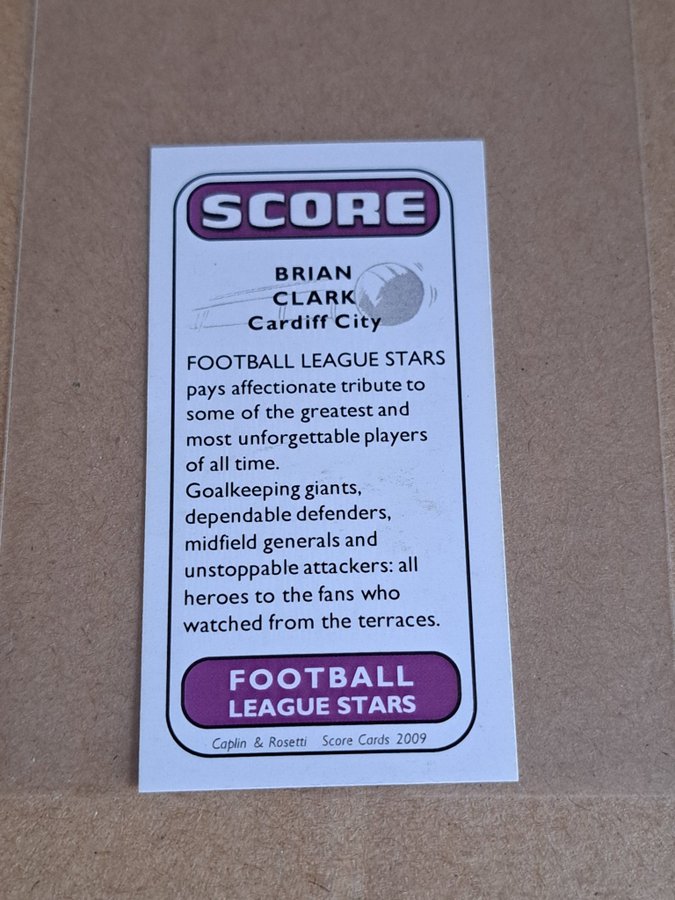 SCORE
BRIAN
CLARK
Cardiff City
FOOTBALL LEAGUE STARS
pays affectionate tribute to
some of the greatest and
most unforgettable players
of all time.
Goalkeeping giants,
dependable defenders,
midfield generals and
unstoppable attackers: all
heroes to the fans who
watched from the terraces.
FOOTBALL
LEAGUE STARS
Caplin & Rosetti Score Cards 2009